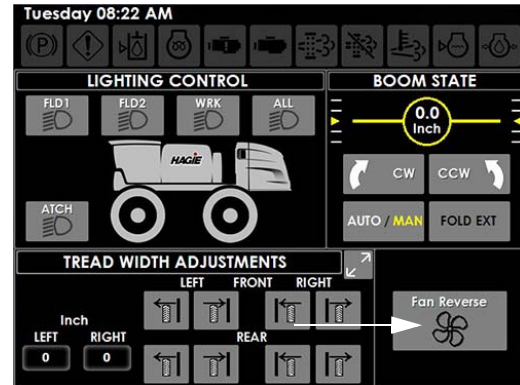 Tuesday 08:22 AM
(P)
LIGHTING CONTROL
FLD1 FLD2 WRK ALL
HAGIE
ATCH
BOOM STATE
0.0
Inch
CW CCW
AUTO / MAN FOLD EXT
TREAD WIDTH ADJUSTMENTS
LEFT FRONT RIGHT
Inch
LEFT RIGHT
0 0
REAR
Fan Reverse